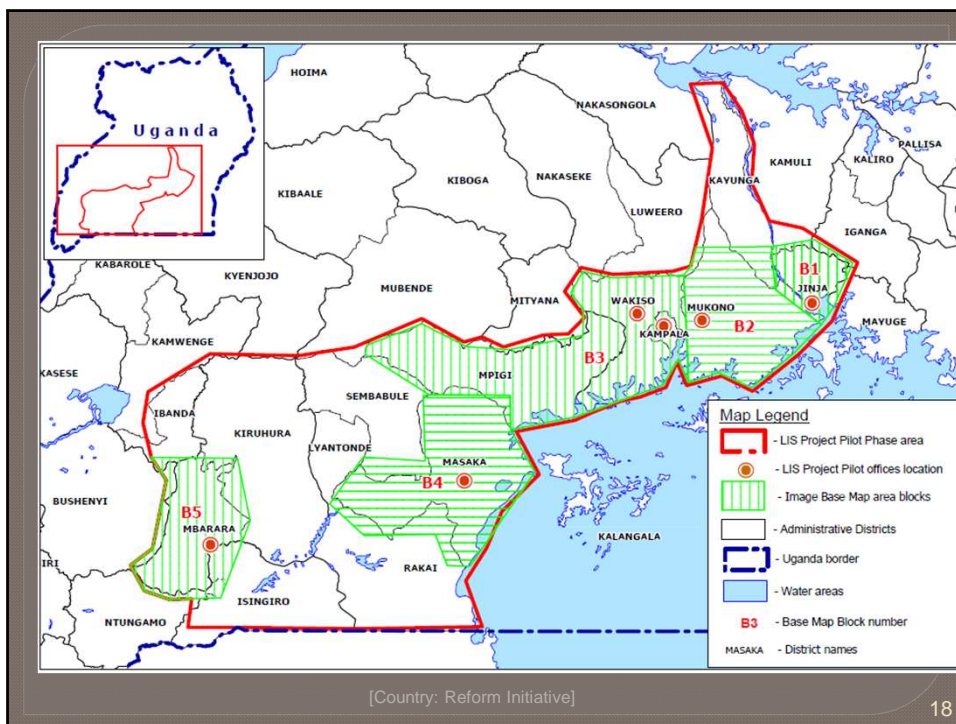 Uganda
HOIMA
NAKASONGOLA
KAMULI
PALLISA
KALIRO
KIBOGA
NAKASEKE
KAYUNGA
KIBAALE
LUWEERO
IGANGA
KABAROLE
KYENJOJO
MUBENDE
MITYANA
B1
JINJA
WAKISO
MUKONO
KAMPALA
B2
MAYUGE
KAMWENGE
B3
KASESE
MPIGI
SEMBABULE
IBANDA
KIRUHURA
LYANTONDE
MASAKA
B4
BUSHENYI
B5
MBARARA
KALANGALA
IRI
RAKAI
ISINGIRO
NTUNGAMO
Map Legend
- LIS Project Pilot Phase area
- LIS Project Pilot offices location
- Image Base Map area blocks
- Administrative Districts
- Uganda border
- Water areas
B3 - Base Map Block number
MASAKA - District names
[Country: Reform Initiative]
18